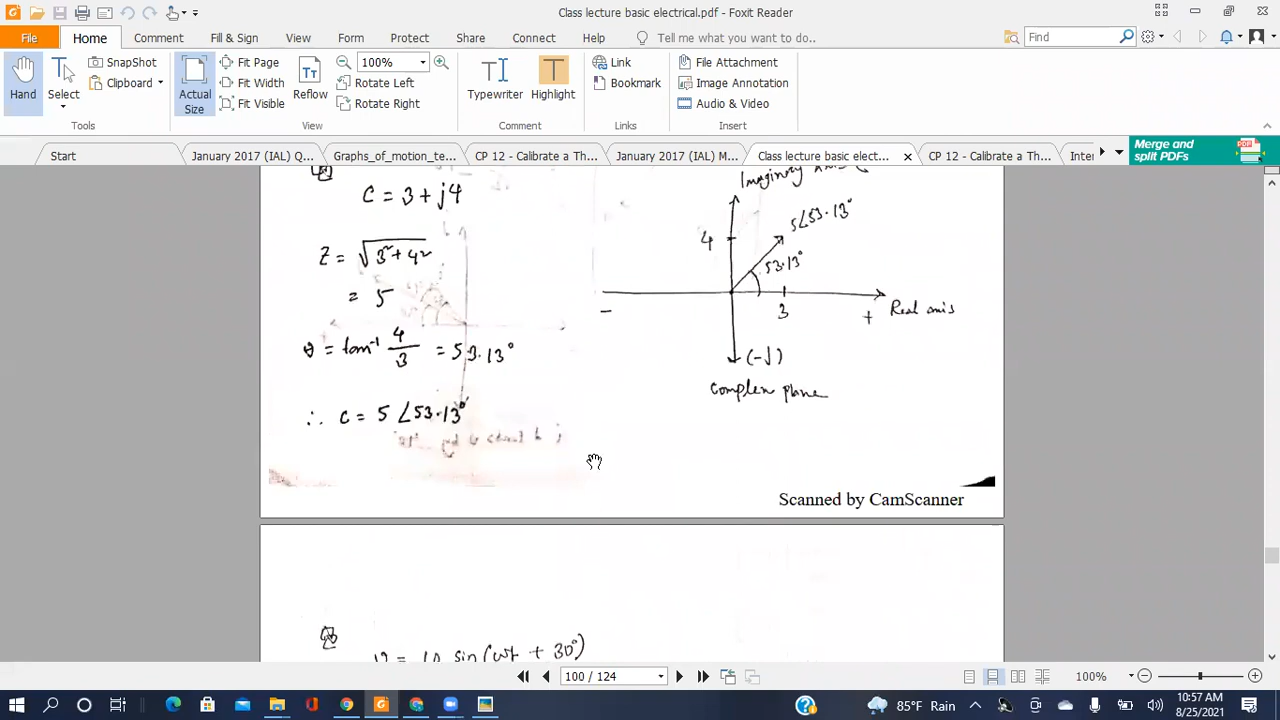 Class lecture basic electrical.pdf - Foxit Reader
File Home Comment Fill & Sign View Form Protect Share Connect Help Tell me what you want to do.. Find
Hand
Select
SnapShot
Clipboard
Tools
Actual Size
Fit Page
Fit Width
Fit Visible
Reflow
100%
Rotate Left
Rotate Right
View
Typewriter
Highlight
Comment
Link
Bookmark
Links
File Attachment
Image Annotation
Audio & Video
Insert
Start January 2017 (IAL) Q... Graphs_of_motion_te... CP 12 - Calibrate a Th... January 2017 (IAL) M... Class lecture basic elect... CP 12 - Calibrate a Th... Inter
Merge and split PDFs
C = 3 + j4
Z = √3²+4²
= 5
θ = tan⁻¹ 4/3 = 53.13°
∴ C = 5 ∠53.13°
Imaginary axis
5∠53.13°
4
53.13°
−
3
+
Real axis
(-j)
Complex plane
Scanned by CamScanner
v = 10 sin(ωt + 30°)
100 / 124
100%
85°F Rain
10:57 AM
8/25/2021